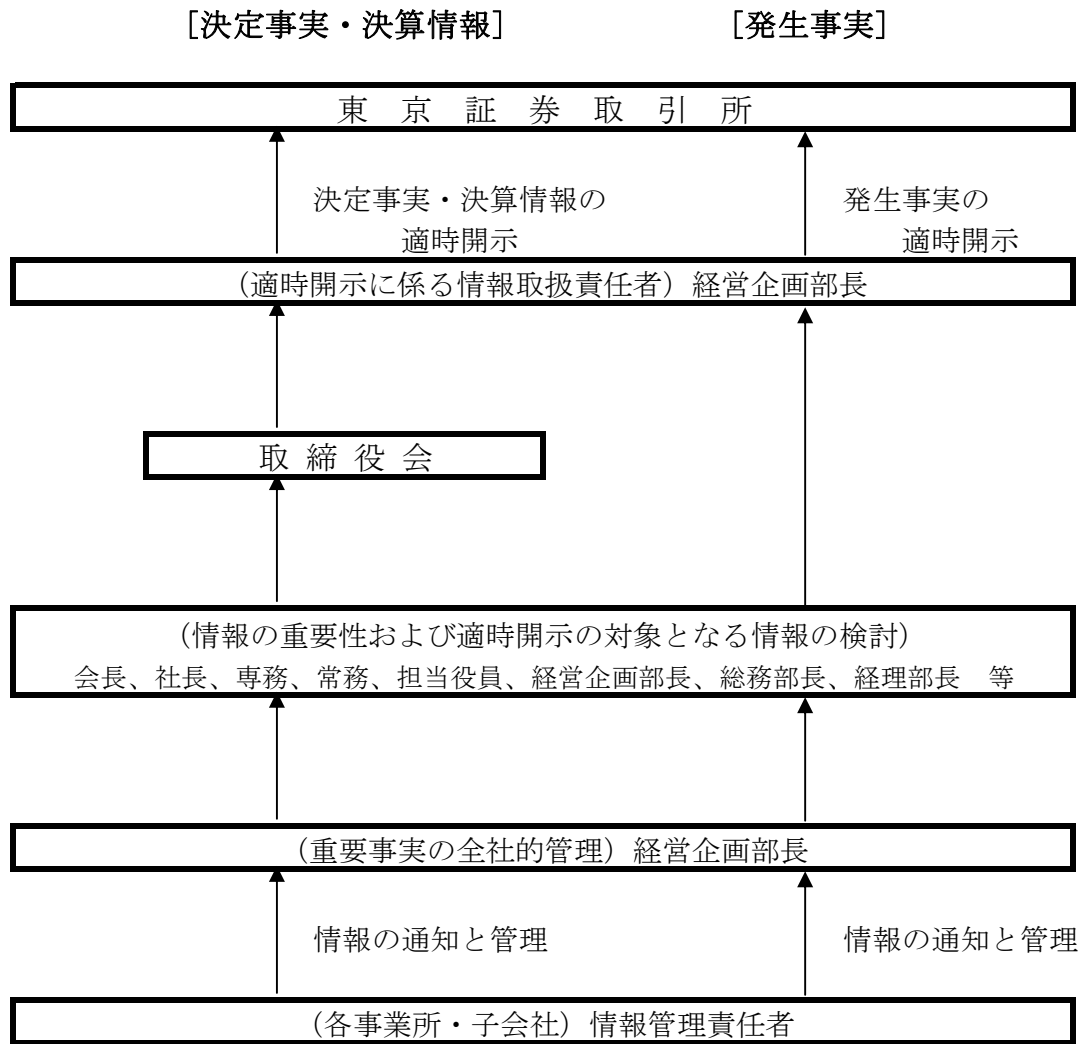 [決定事実・決算情報] [発生事実]
東 京 証 券 取 引 所
決定事実・決算情報の
適時開示
発生事実の
適時開示
(適時開示に係る情報取扱責任者)経営企画部長
取 締 役 会
(情報の重要性および適時開示の対象となる情報の検討)
会長、社長、専務、常務、担当役員、経営企画部長、総務部長、経理部長 等
(重要事実の全社的管理)経営企画部長
情報の通知と管理 情報の通知と管理
(各事業所・子会社)情報管理責任者